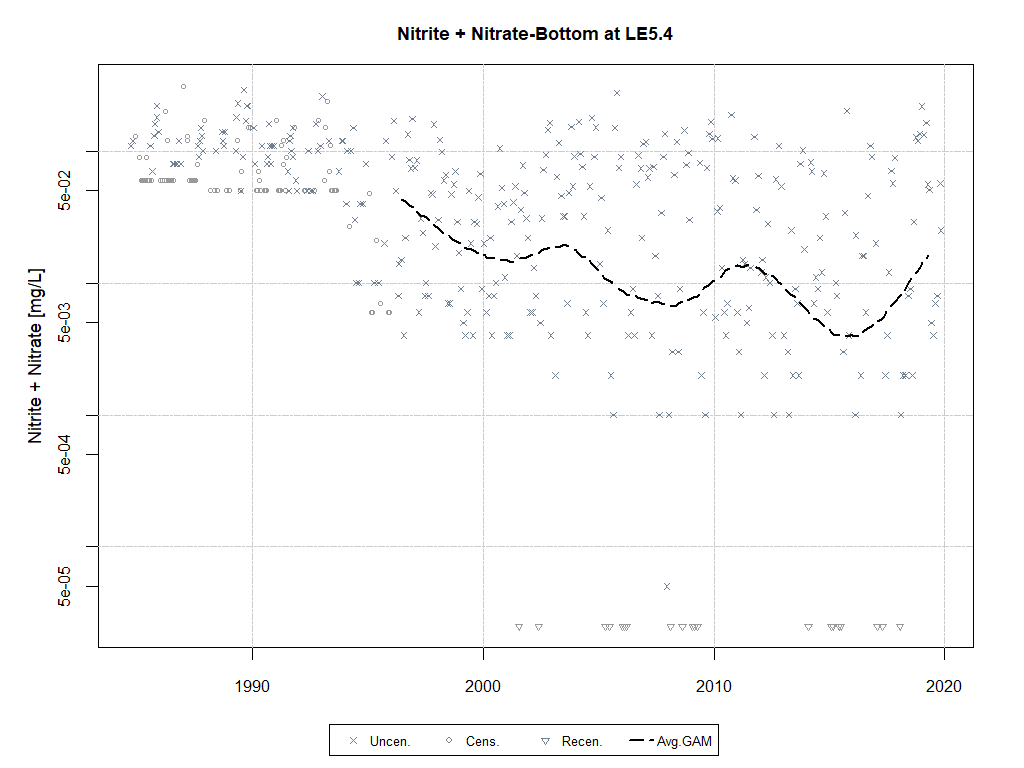 Nitrite + Nitrate-Bottom at LE5.4
Nitrite + Nitrate [mg/L]
5e-02
5e-03
5e-04
5e-05
1990
2000
2010
2020
Uncen.
Cens.
Recen.
Avg.GAM